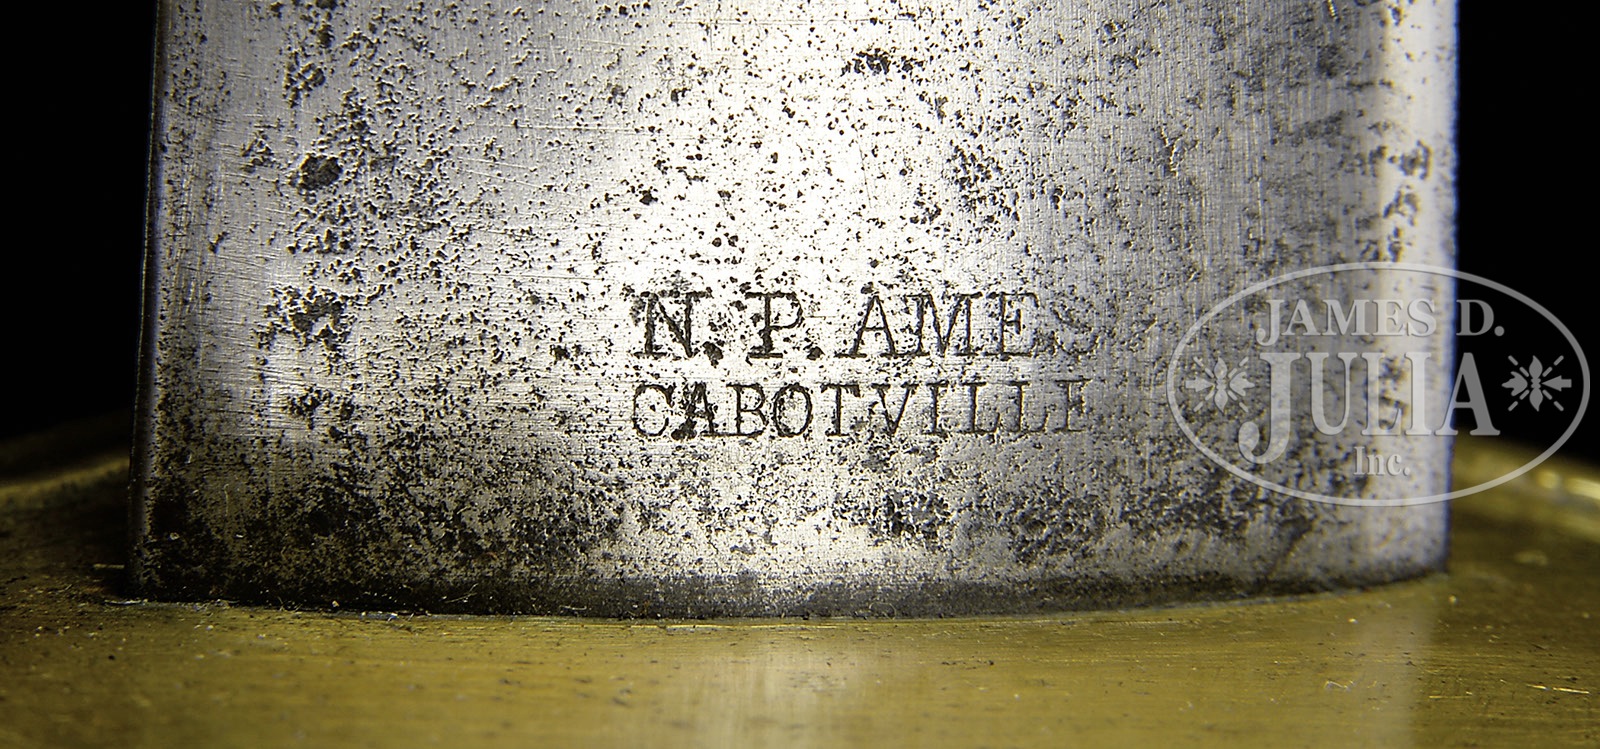 N. P. AMES
CABOTVILLE
JAMES D.
JULIA
Inc.